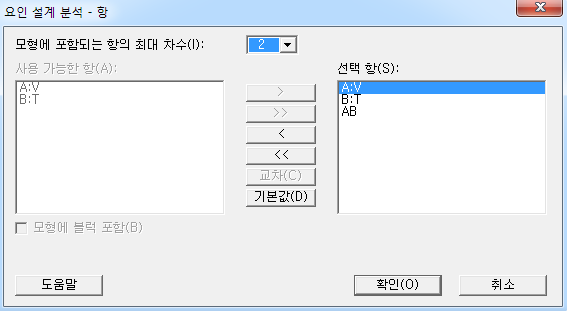 요인 설계 분석 - 항
모형에 포함되는 항의 최대 차수(I): 2
사용 가능한 항(A):
A:V
B:T
>
>>
<
<<
교차(C)
기본값(D)
선택 항(S):
A:V
B:T
AB
모형에 블럭 포함(B)
도움말
확인(O)
취소